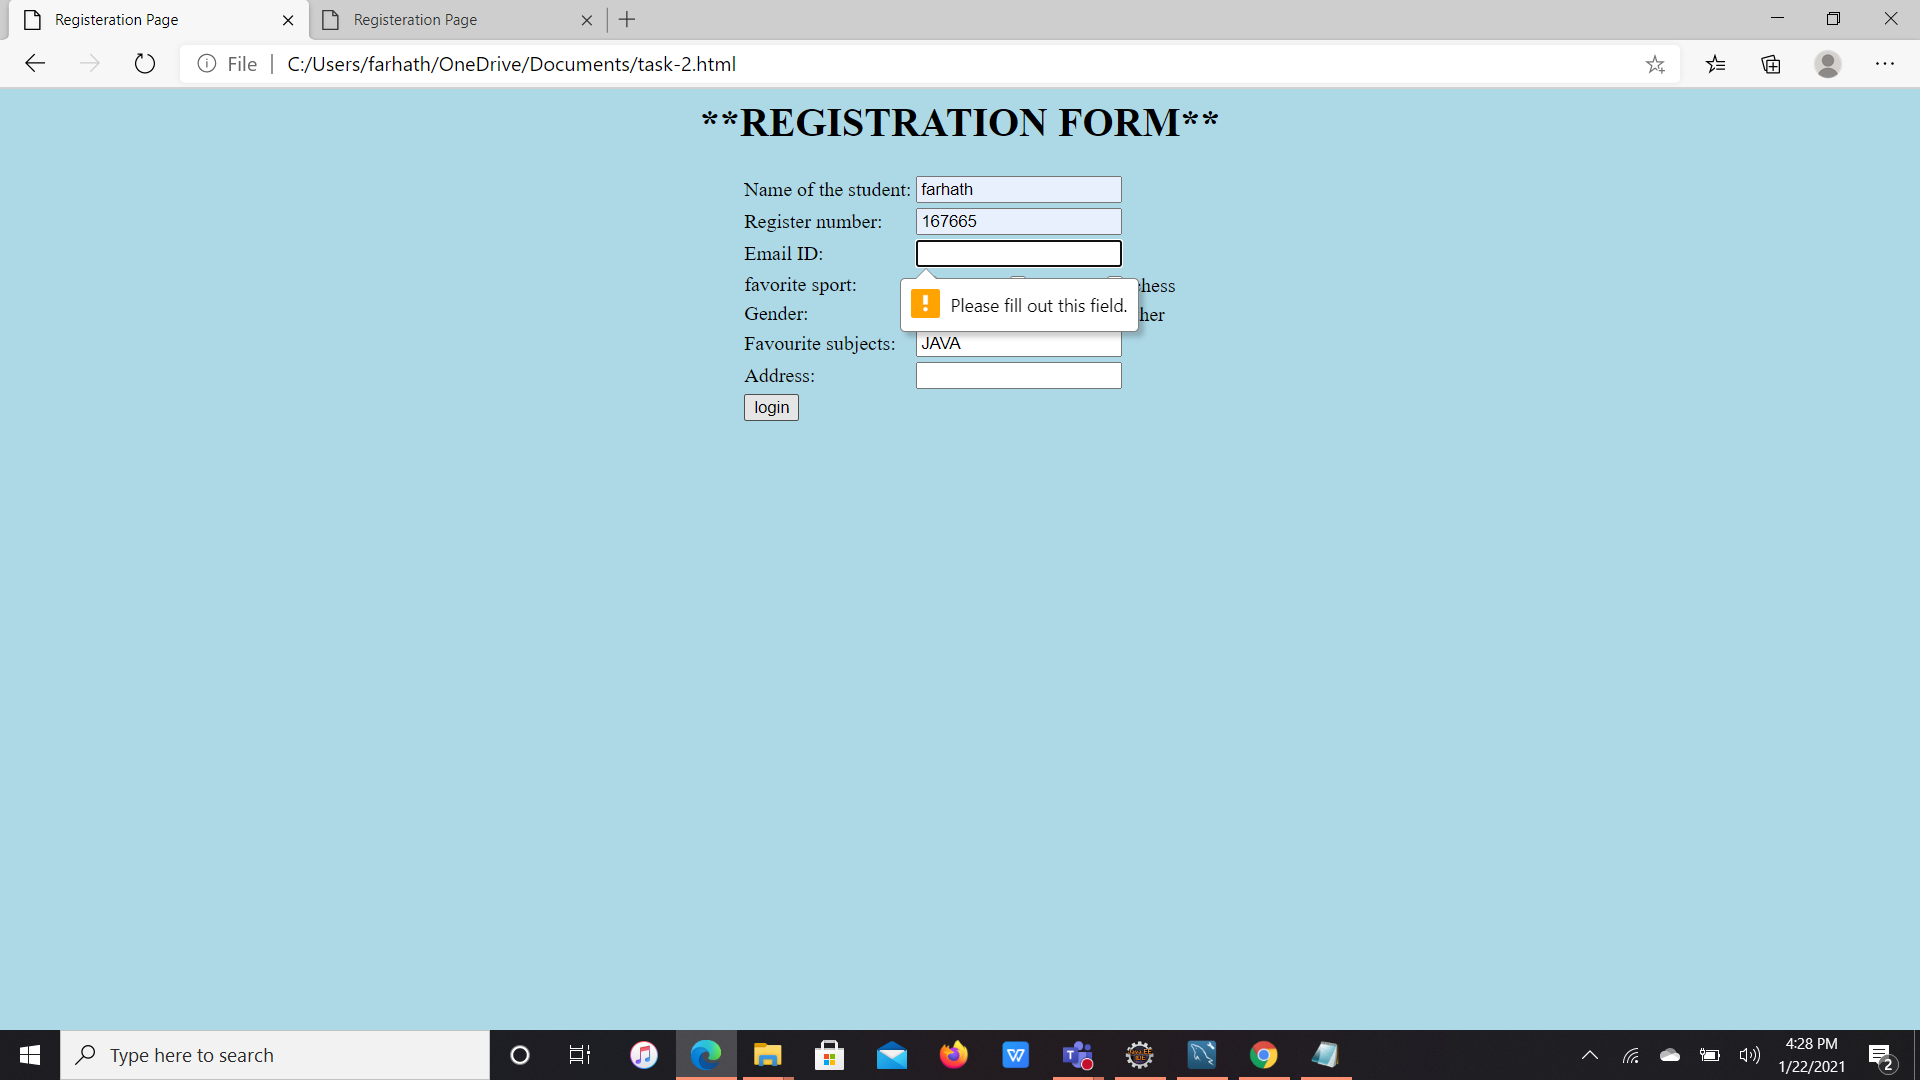 Registeration Page
Registeration Page
File
C:/Users/farhath/OneDrive/Documents/task-2.html
**REGISTRATION FORM**
Name of the student: farhath
Register number: 167665
Email ID:
favorite sport: hess
Please fill out this field.
Gender: her
Favourite subjects: JAVA
Address:
login
Type here to search
4:28 PM
1/22/2021
2